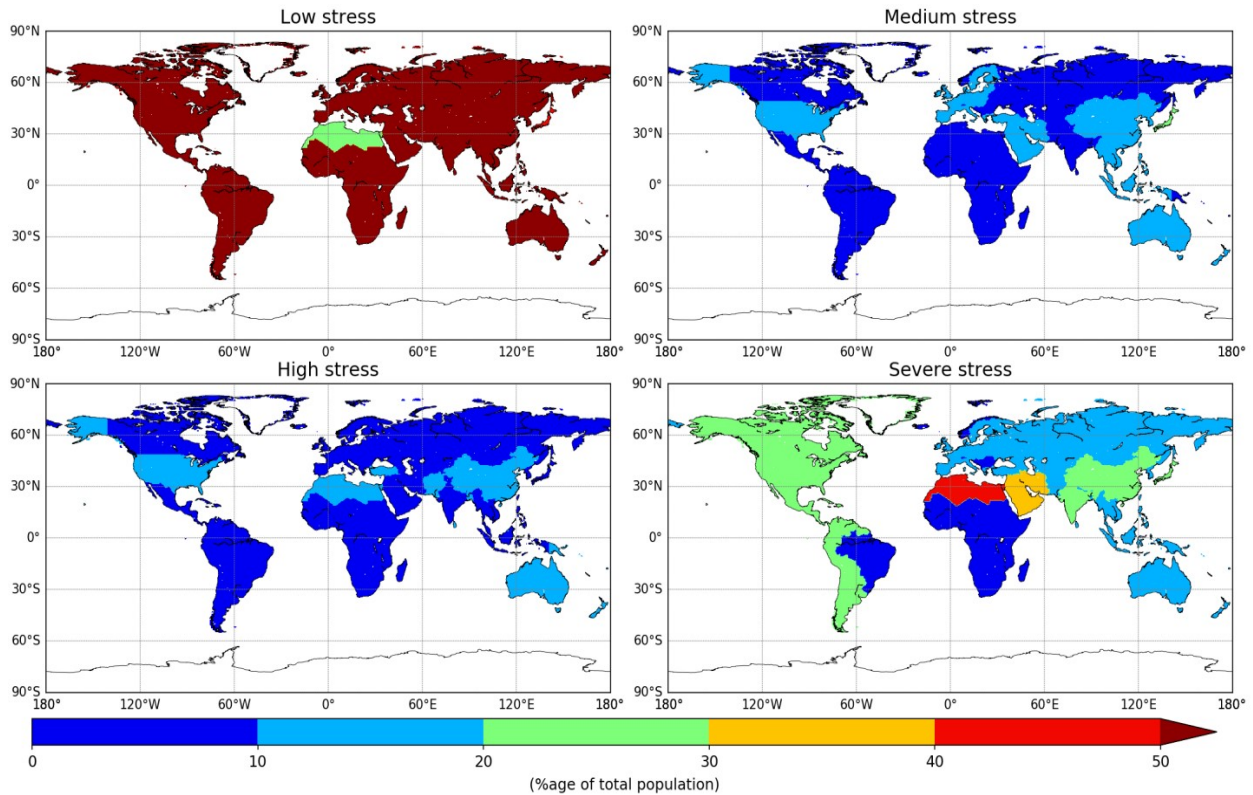 Low stress
Medium stress
90°N 90°N
60°N 60°N
30°N 30°N
0° 0°
30°S 30°S
60°S 60°S
90°S 90°S
180° 120°W 60°W 0° 60°E 120°E 180° 180° 120°W 60°W 0° 60°E 120°E 180°
High stress
Severe stress
90°N 90°N
60°N 60°N
30°N 30°N
0° 0°
30°S 30°S
60°S 60°S
90°S 90°S
180° 120°W 60°W 0° 60°E 120°E 180° 180° 120°W 60°W 0° 60°E 120°E 180°
0 10 20 30 40 50
(%age of total population)